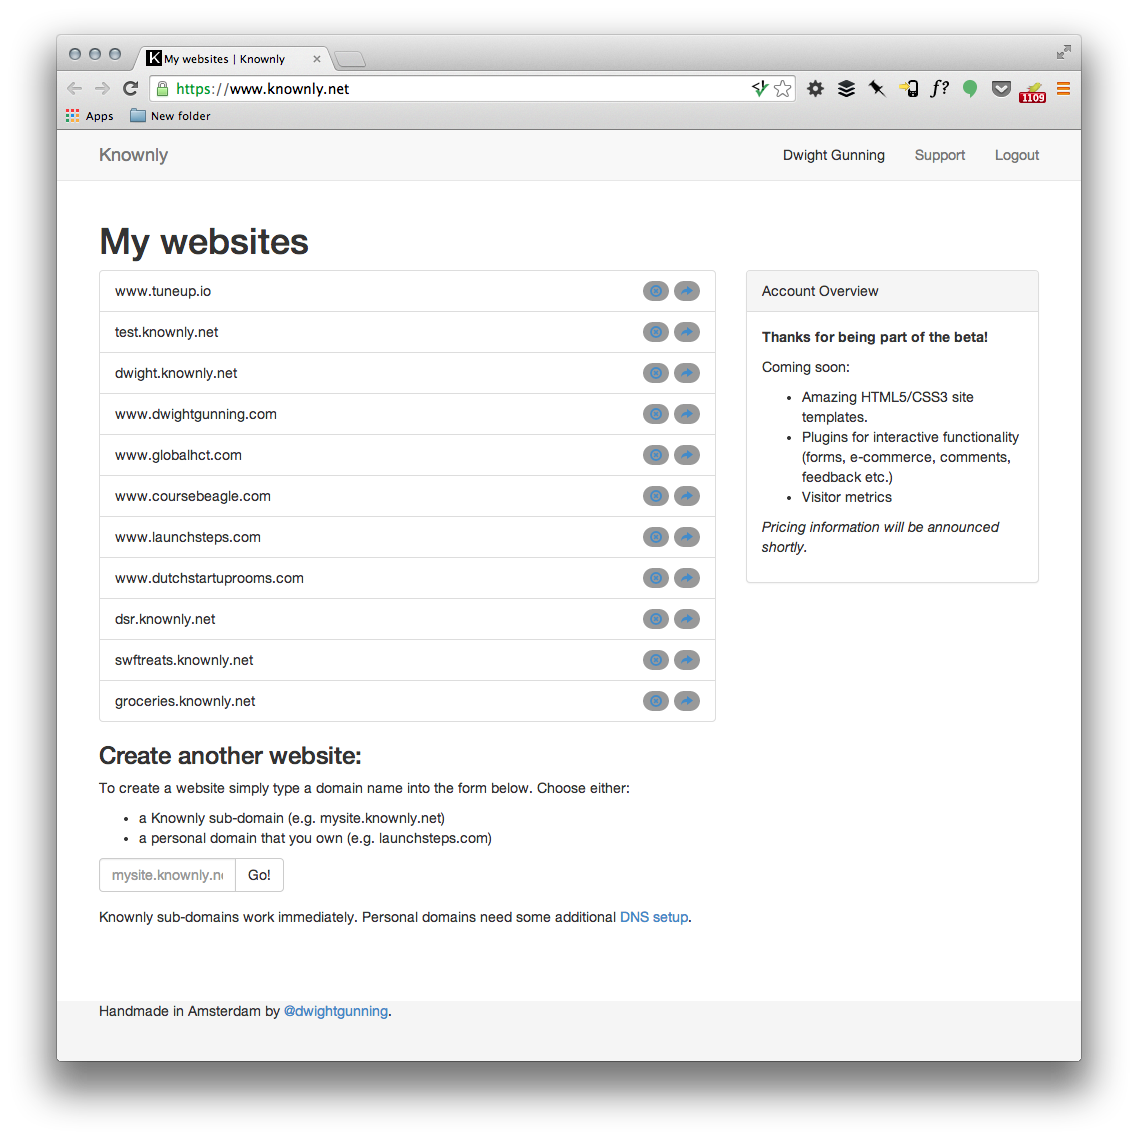 My websites | Knownly
https://www.knownly.net
f?
1109
Apps
New folder
Knownly
Dwight Gunning
Support
Logout
My websites
www.tuneup.io
test.knownly.net
dwight.knownly.net
www.dwightgunning.com
www.globalhct.com
www.coursebeagle.com
www.launchsteps.com
www.dutchstartuprooms.com
dsr.knownly.net
swftreats.knownly.net
groceries.knownly.net
Account Overview
Thanks for being part of the beta!
Coming soon:
• Amazing HTML5/CSS3 site
templates.
• Plugins for interactive functionality
(forms, e-commerce, comments,
feedback etc.)
• Visitor metrics
Pricing information will be announced
shortly.
Create another website:
To create a website simply type a domain name into the form below. Choose either:
• a Knownly sub-domain (e.g. mysite.knownly.net)
• a personal domain that you own (e.g. launchsteps.com)
mysite.knownly.ne
Go!
Knownly sub-domains work immediately. Personal domains need some additional DNS setup.
Handmade in Amsterdam by @dwightgunning.